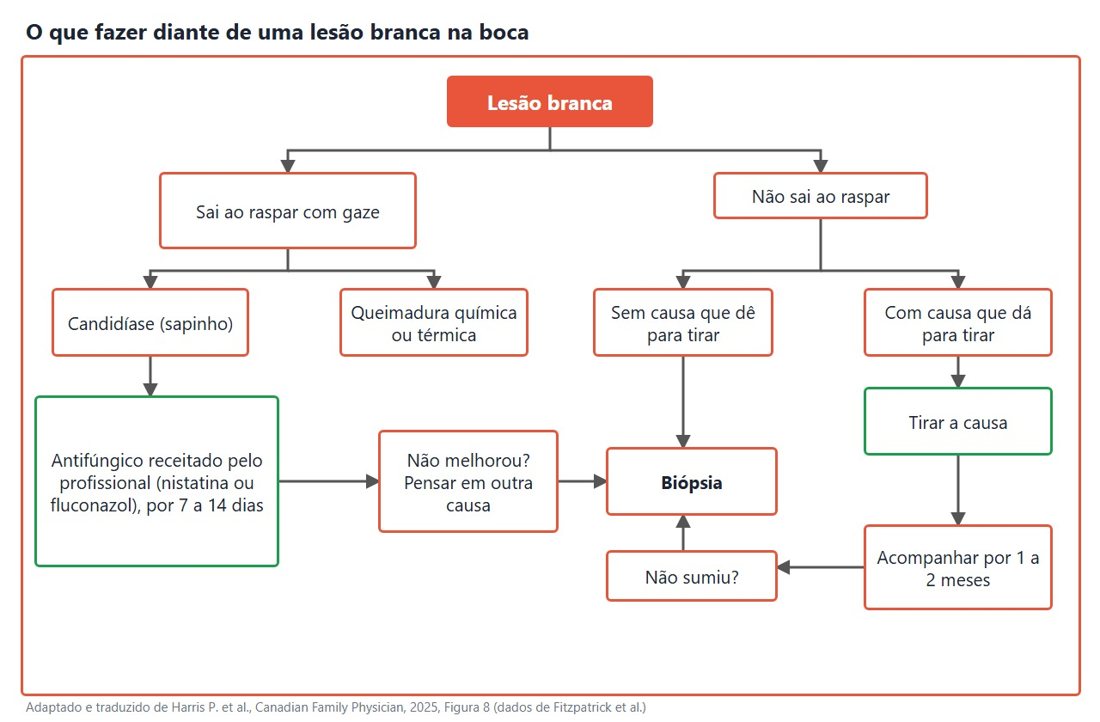 O que fazer diante de uma lesão branca na boca
Lesão branca
Sai ao raspar com gaze
Não sai ao raspar
Candidíase (sapinho)
Queimadura química
ou térmica
Sem causa que dê
para tirar
Com causa que dá
para tirar
Antifúngico receitado pelo
profissional (nistatina ou
fluconazol), por 7 a 14 dias
Não melhorou?
Pensar em outra
causa
Biópsia
Tirar a causa
Não sumiu?
Acompanhar por 1 a
2 meses
Adaptado e traduzido de Harris P. et al., Canadian Family Physician, 2025, Figura 8 (dados de Fitzpatrick et al.)